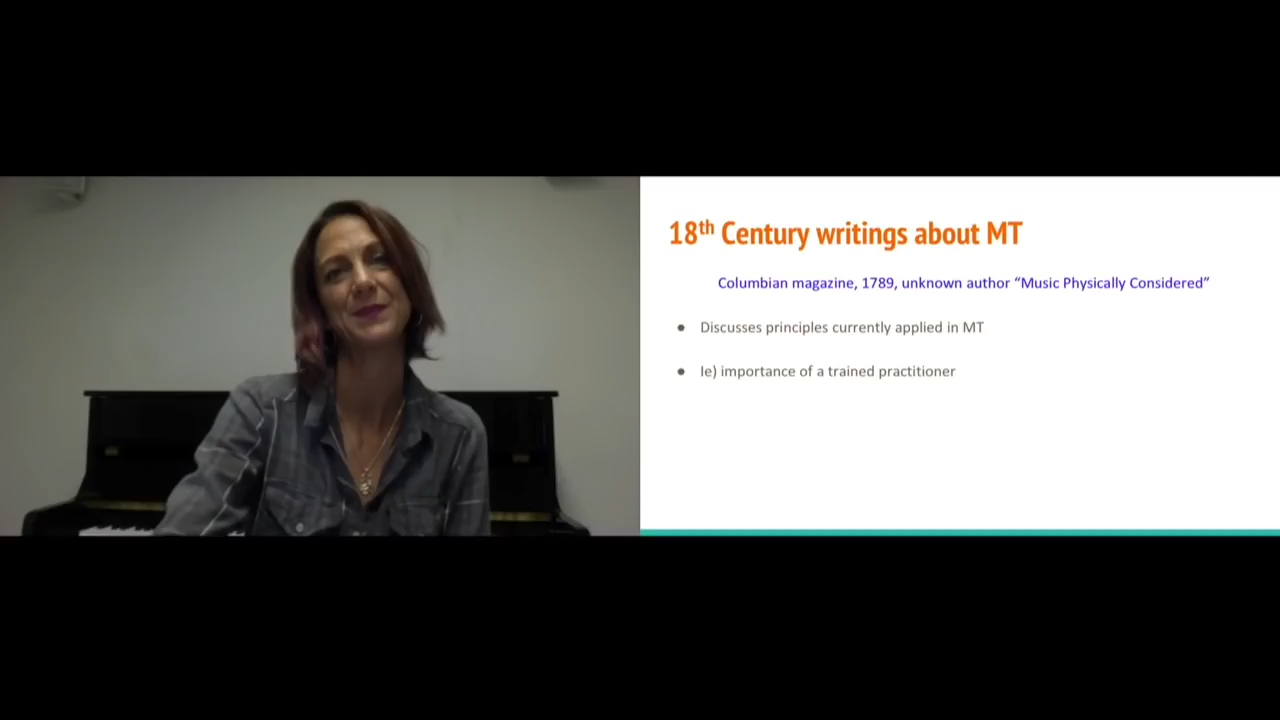 18th Century writings about MT
Columbian magazine, 1789, unknown author “Music Physically Considered”
● Discusses principles currently applied in MT
● Ie) importance of a trained practitioner